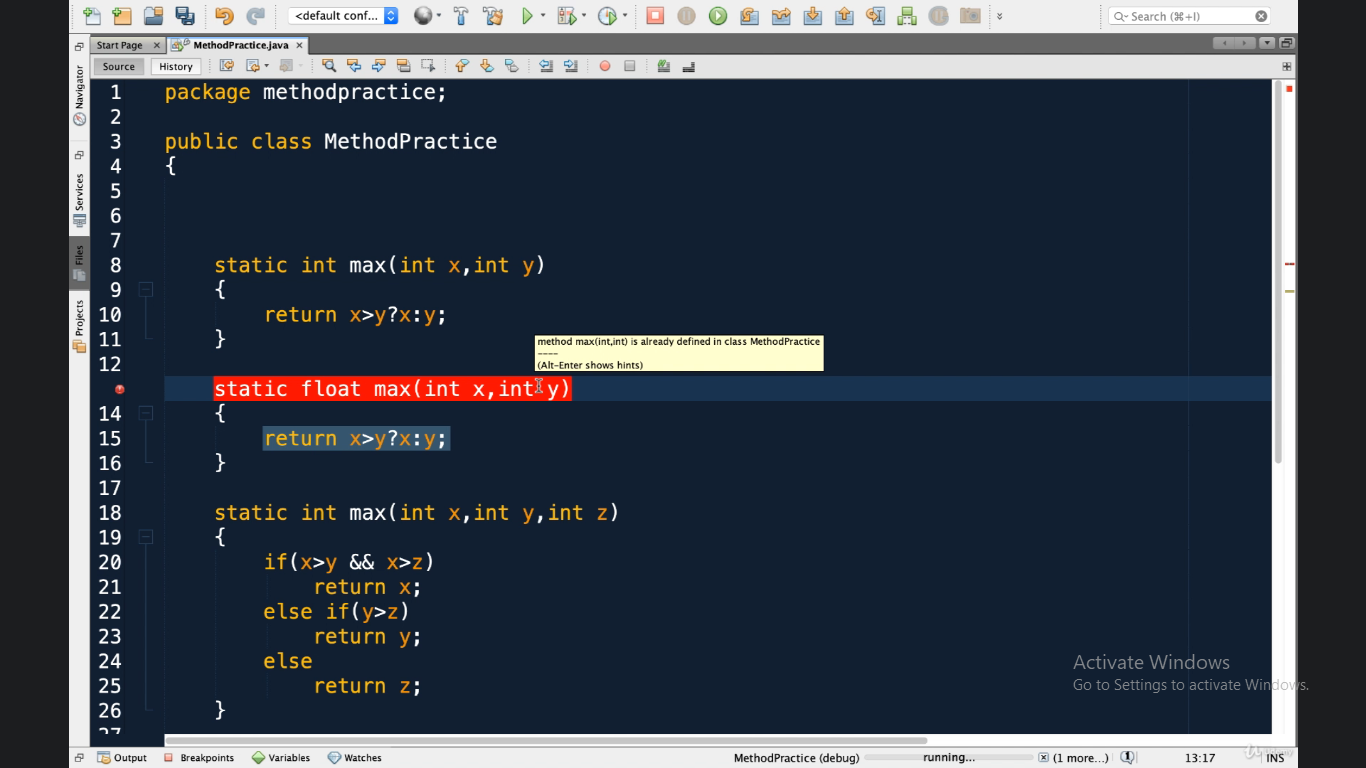 <default conf...
Search (⌘+I)
Start Page
MethodPractice.java
Source
History
Navigator
Services
Files
Projects
1 package methodpractice;
2
3 public class MethodPractice
4 {
5
6
7
8 static int max(int x,int y)
9 {
10 return x>y?x:y;
11 }
method max(int,int) is already defined in class MethodPractice
----
(Alt-Enter shows hints)
12
static float max(int x,int y)
14 {
15 return x>y?x:y;
16 }
17
18 static int max(int x,int y,int z)
19 {
20 if(x>y && x>z)
21 return x;
22 else if(y>z)
23 return y;
24 else
25 return z;
26 }
27
Activate Windows
Go to Settings to activate Windows.
Output
Breakpoints
Variables
Watches
MethodPractice (debug)
running...
(1 more...)
13:17
INS